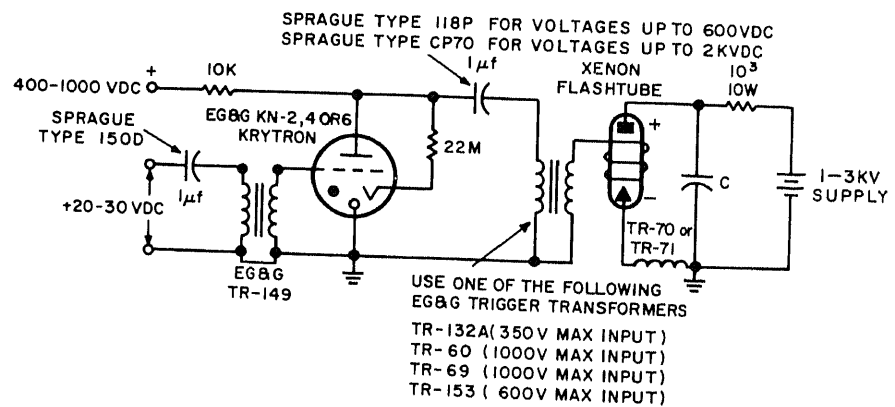 SPRAGUE TYPE 118P FOR VOLTAGES UP TO 600VDC
SPRAGUE TYPE CP70 FOR VOLTAGES UP TO 2KVDC
1μf
XENON
FLASHTUBE
10³
10W
10K
+
400-1000 VDC
SPRAGUE
TYPE 150D
EG&G KN-2,4 OR6
KRYTRON
22M
+
1μf
+20-30 VDC
C
1-3KV
SUPPLY
−
TR-70 or
TR-71
EG&G
TR-149
USE ONE OF THE FOLLOWING
EG&G TRIGGER TRANSFORMERS
TR-132A(350V MAX INPUT)
TR-60 (1000V MAX INPUT)
TR-69 (1000V MAX INPUT)
TR-153 ( 600V MAX INPUT)